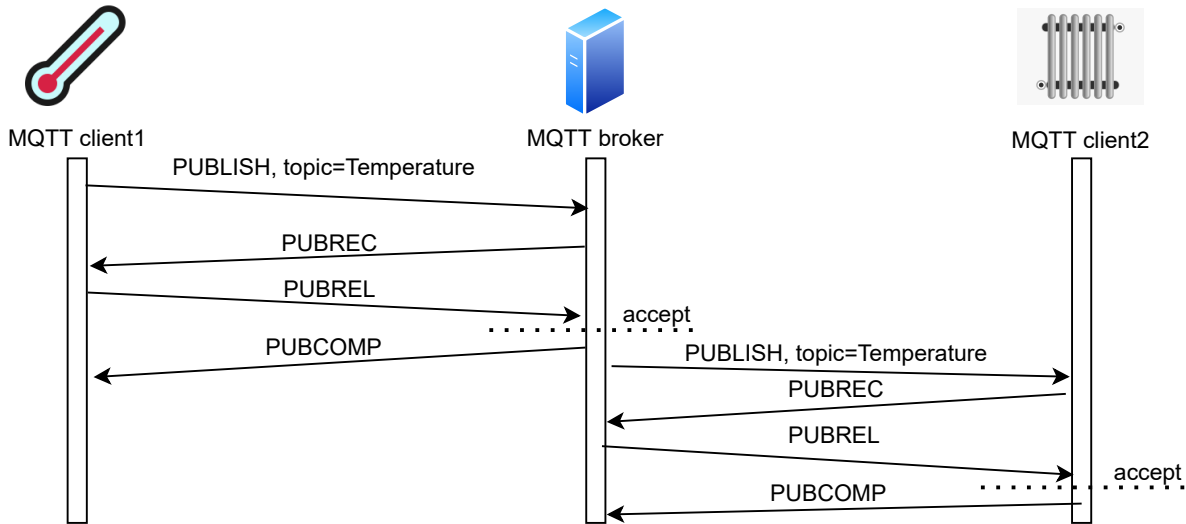 MQTT client1
MQTT broker
MQTT client2
PUBLISH, topic=Temperature
PUBREC
PUBREL
accept
PUBCOMP
PUBLISH, topic=Temperature
PUBREC
PUBREL
accept
PUBCOMP